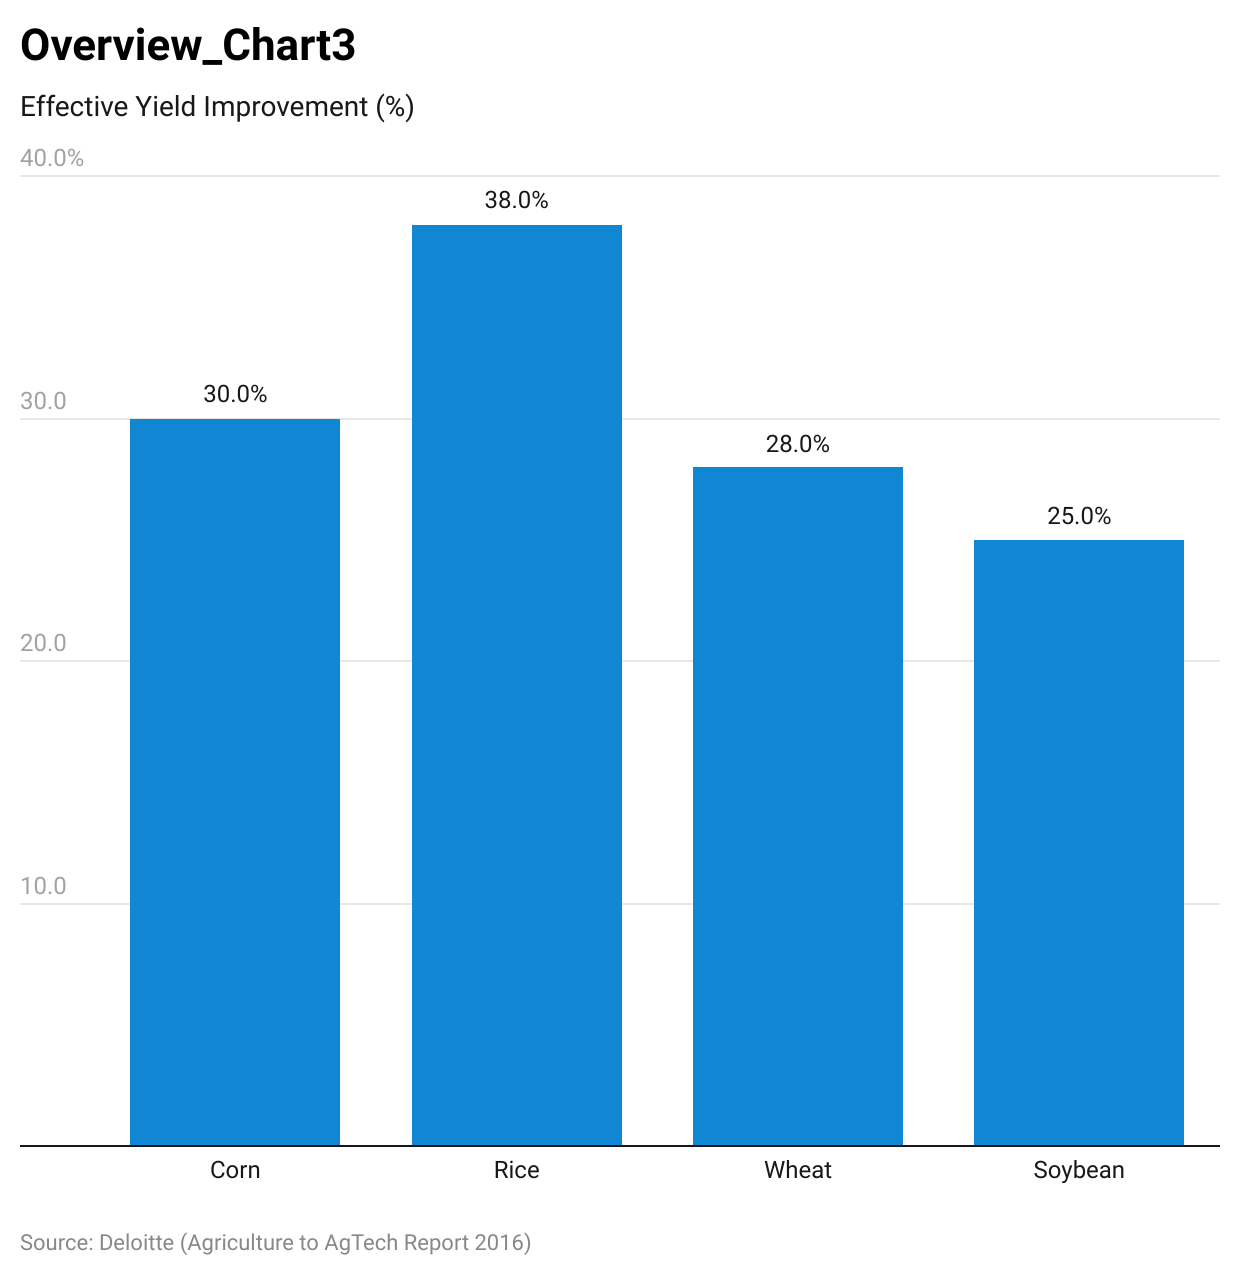 Overview_Chart3
Effective Yield Improvement (%)
40.0%
38.0%
30.0%
30.0
28.0%
25.0%
20.0
10.0
Corn Rice Wheat Soybean
Source: Deloitte (Agriculture to AgTech Report 2016)